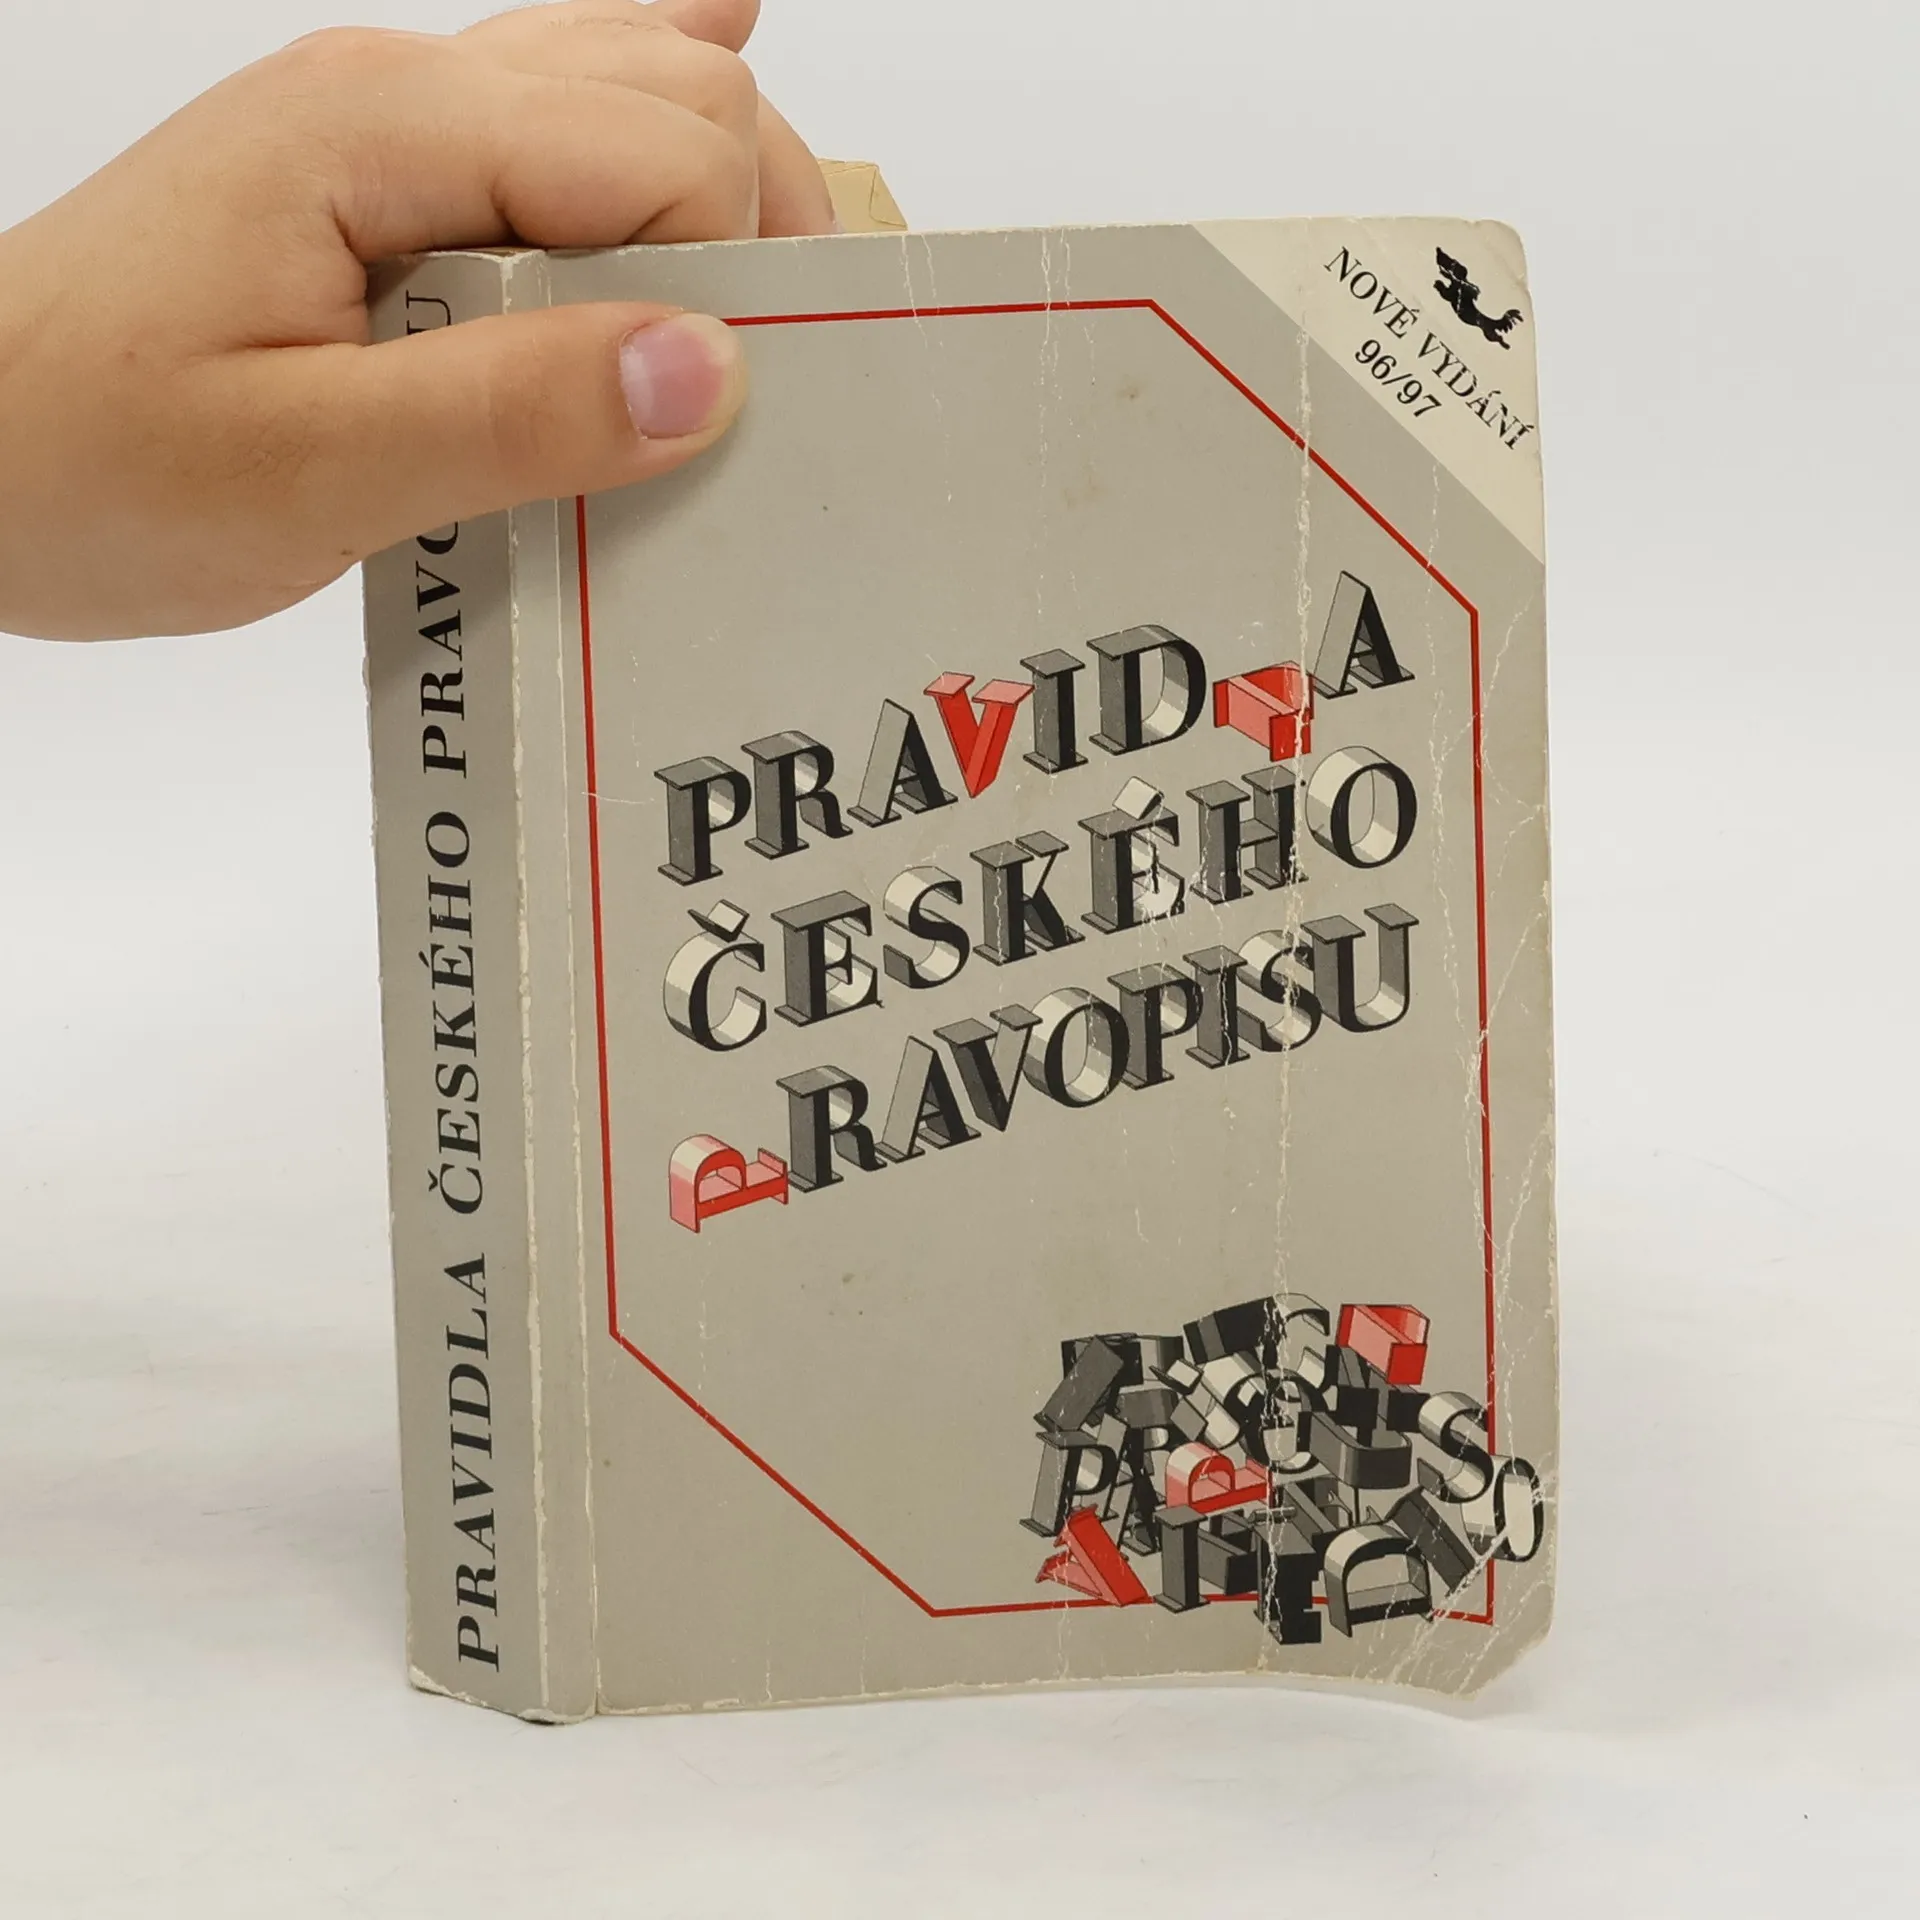 PRAVIDLA ČESKÉHO PRAVO U
NOVÉ VYDÁNÍ
96/97
PRAVIDLA
ČESKÉHO
PRAVOPISU